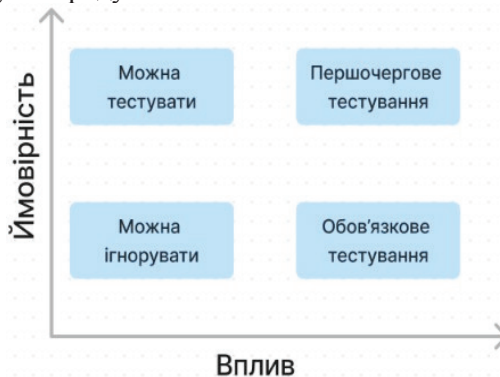 Ймовірність
Можна
тестувати
Першочергове
тестування
Можна
ігнорувати
Обов'язкове
тестування
Вплив